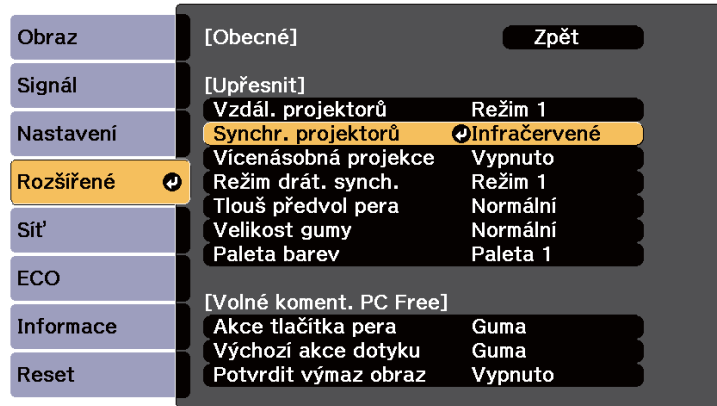 Obraz
Signál
Nastavení
Rozšířené
Síť
ECO
Informace
Reset
[Obecné] Zpět
[Upřesnit]
Vzdál. projektorů Režim 1
Synchr. projektorů Infračervené
Vícenásobná projekce Vypnuto
Režim drát. synch. Režim 1
Tlouš předvol pera Normální
Velikost gumy Normální
Paleta barev Paleta 1
[Volné koment. PC Free]
Akce tlačítka pera Guma
Výchozí akce dotyku Guma
Potvrdit výmaz obraz Vypnuto